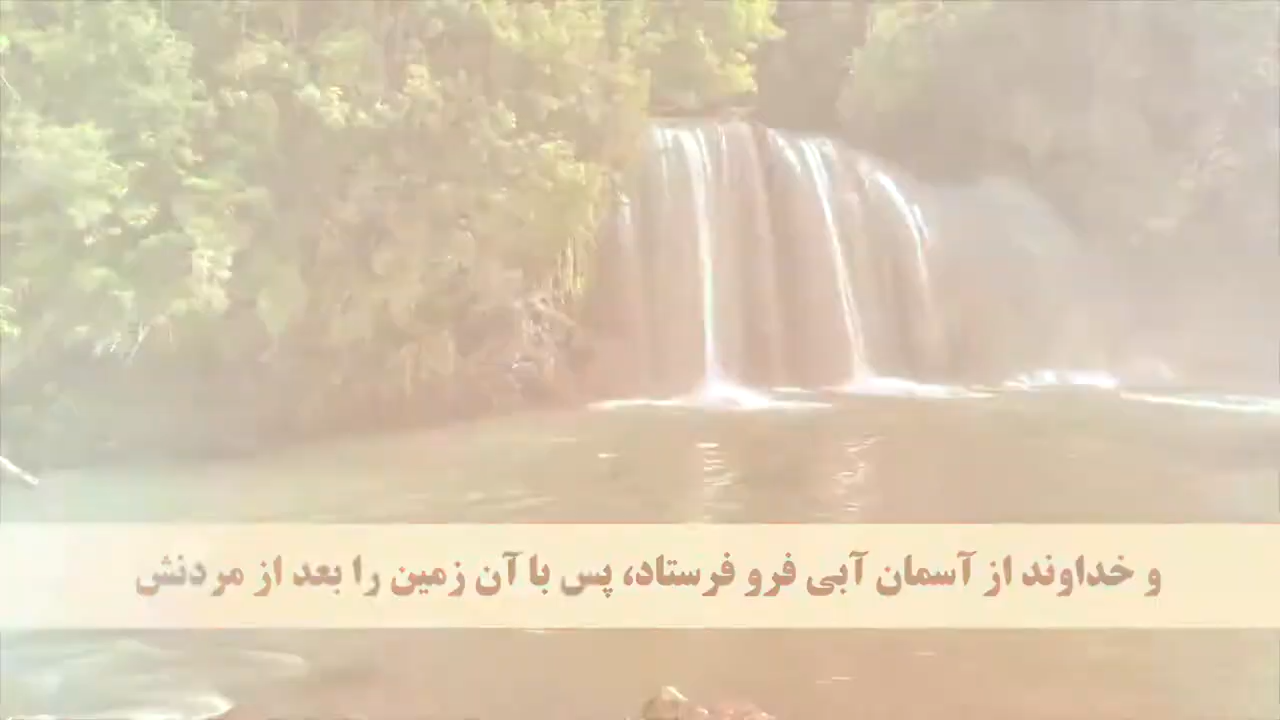 و خداوند از آسمان آبی فرو فرستاد، پس با آن زمین را بعد از مردنش